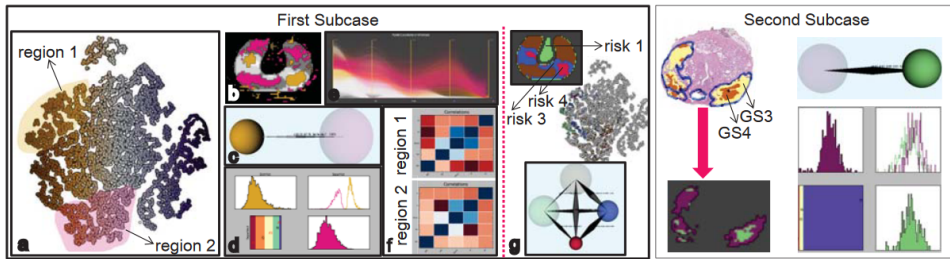 First Subcase
Second Subcase
region 1
region 2
a
b
c
d
region 1
region 2
Correlations
Correlations
f
risk 1
risk 4
risk 3
g
GS3
GS4